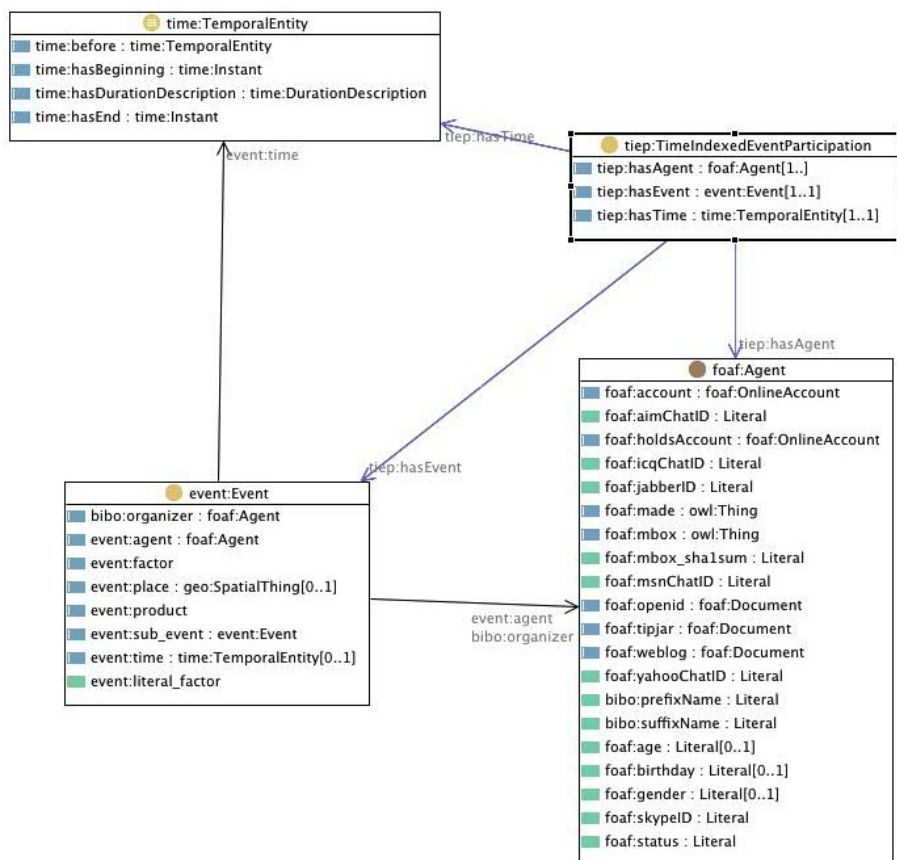 time:TemporalEntity
time:before : time:TemporalEntity
time:hasBeginning : time:Instant
time:hasDurationDescription : time:DurationDescription
time:hasEnd : time:Instant
event:time
tiep:hasTime
tiep:TimeIndexedEventParticipation
tiep:hasAgent : foaf:Agent[1..]
tiep:hasEvent : event:Event[1..1]
tiep:hasTime : time:TemporalEntity[1..1]
tiep:hasAgent
tiep:hasEvent
event:Event
bibo:organizer : foaf:Agent
event:agent : foaf:Agent
event:factor
event:place : geo:SpatialThing[0..1]
event:product
event:sub_event : event:Event
event:time : time:TemporalEntity[0..1]
event:literal_factor
event:agent
bibo:organizer
foaf:Agent
foaf:account : foaf:OnlineAccount
foaf:aimChatID : Literal
foaf:holdsAccount : foaf:OnlineAccount
foaf:icqChatID : Literal
foaf:jabberID : Literal
foaf:made : owl:Thing
foaf:mbox : owl:Thing
foaf:mbox_sha1sum : Literal
foaf:msnChatID : Literal
foaf:openid : foaf:Document
foaf:tipjar : foaf:Document
foaf:weblog : foaf:Document
foaf:yahooChatID : Literal
bibo:prefixName : Literal
bibo:suffixName : Literal
foaf:age : Literal[0..1]
foaf:birthday : Literal[0..1]
foaf:gender : Literal[0..1]
foaf:skypeID : Literal
foaf:status : Literal